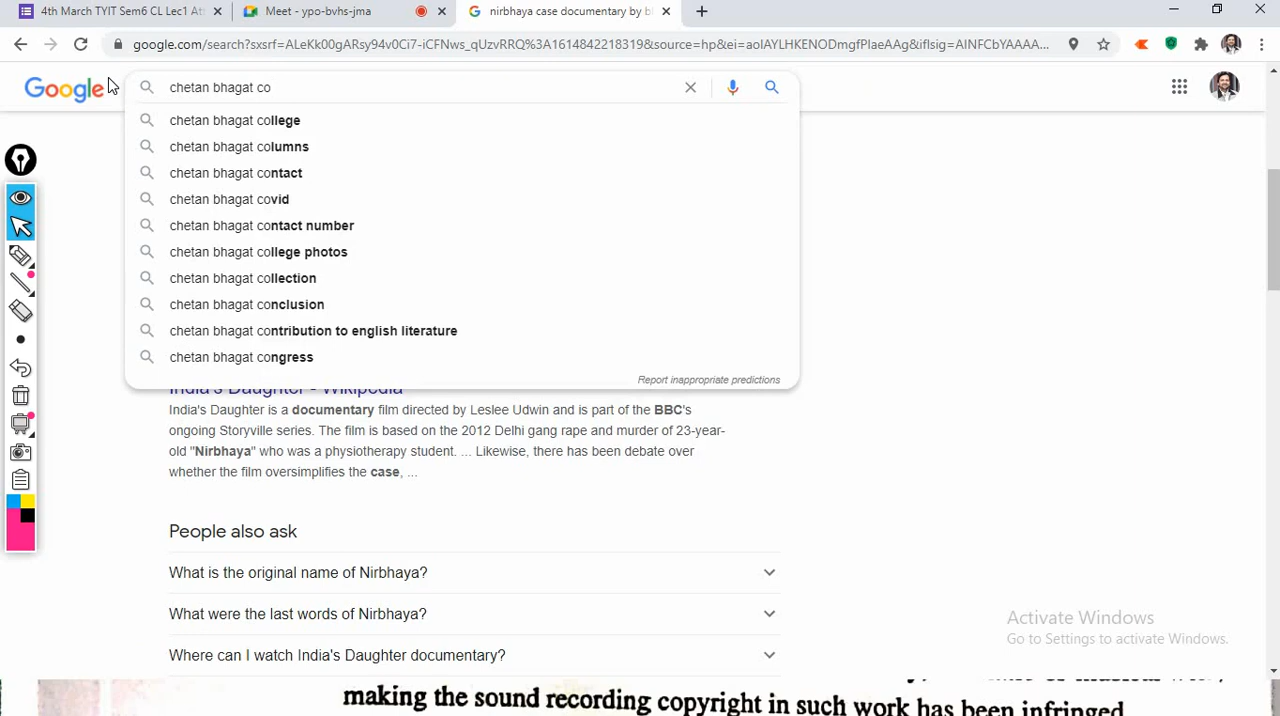 4th March TYIT Sem6 CL Lec1 At
Meet - ypo-bvhs-jma
nirbhaya case documentary by b
google.com/search?sxsrf=ALeKk00gARsy94v0Ci7-iCFNws_qUzvRRQ%3A1614842218319&source=hp&ei=aoIAYLHKENODmgfPIaeAAg&iflsig=AINFCbYAAAA...
Google
chetan bhagat co
chetan bhagat college
chetan bhagat columns
chetan bhagat contact
chetan bhagat covid
chetan bhagat contact number
chetan bhagat college photos
chetan bhagat collection
chetan bhagat conclusion
chetan bhagat contribution to english literature
chetan bhagat congress
Report inappropriate predictions
India's Daughter - Wikipedia
India's Daughter is a documentary film directed by Leslee Udwin and is part of the BBC's
ongoing Storyville series. The film is based on the 2012 Delhi gang rape and murder of 23-year-
old "Nirbhaya" who was a physiotherapy student. ... Likewise, there has been debate over
whether the film oversimplifies the case, ...
People also ask
What is the original name of Nirbhaya?
What were the last words of Nirbhaya?
Where can I watch India's Daughter documentary?
Activate Windows
Go to Settings to activate Windows.
making the sound recording copyright in such work has been infringed